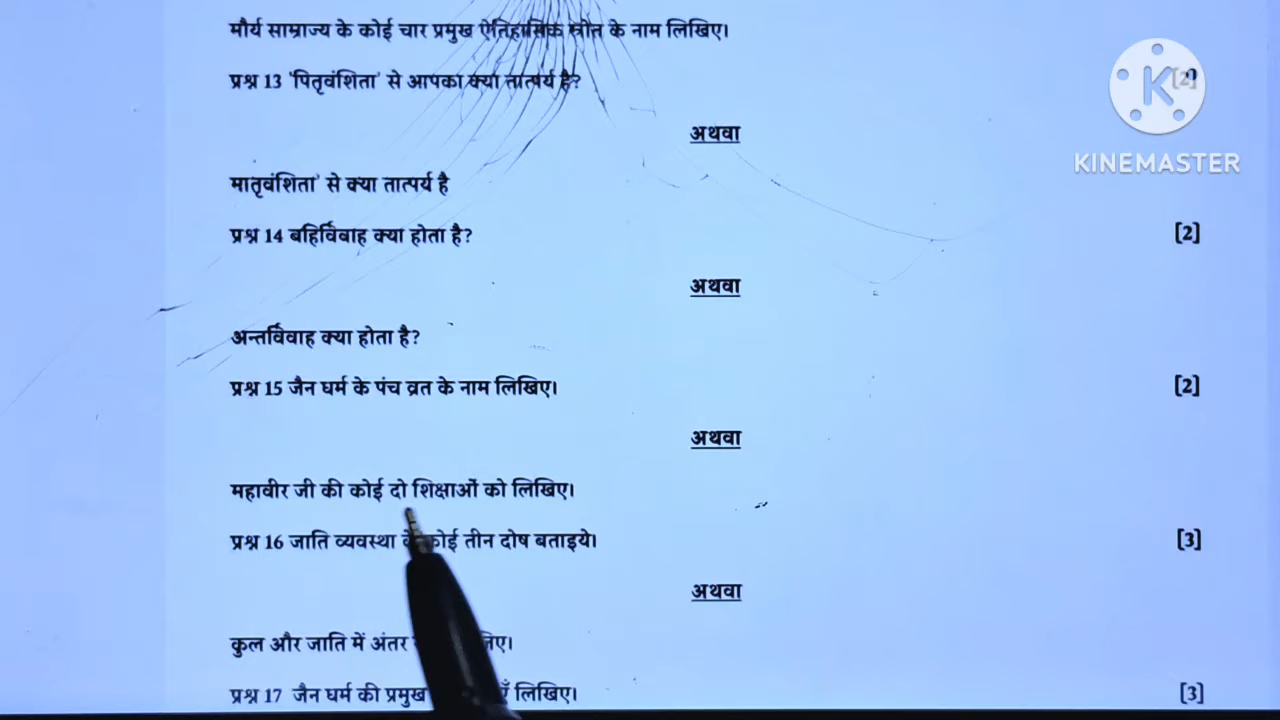 मौर्य साम्राज्य के कोई चार प्रमुख ऐतिहासिक स्रोत के नाम लिखिए।
प्रश्न 13 'पितृवंशिता' से आपका क्या तात्पर्य है? [2]
KINEMASTER
अथवा
मातृवंशिता' से क्या तात्पर्य है
प्रश्न 14 बहिर्विवाह क्या होता है? [2]
अथवा
अन्तर्विवाह क्या होता है?
प्रश्न 15 जैन धर्म के पंच व्रत के नाम लिखिए। [2]
अथवा
महावीर जी की कोई दो शिक्षाओं को लिखिए।
प्रश्न 16 जाति व्यवस्था के कोई तीन दोष बताइये। [3]
अथवा
कुल और जाति में अंतर
प्रश्न 17 जैन धर्म की प्रमुख लिखिए। [3]